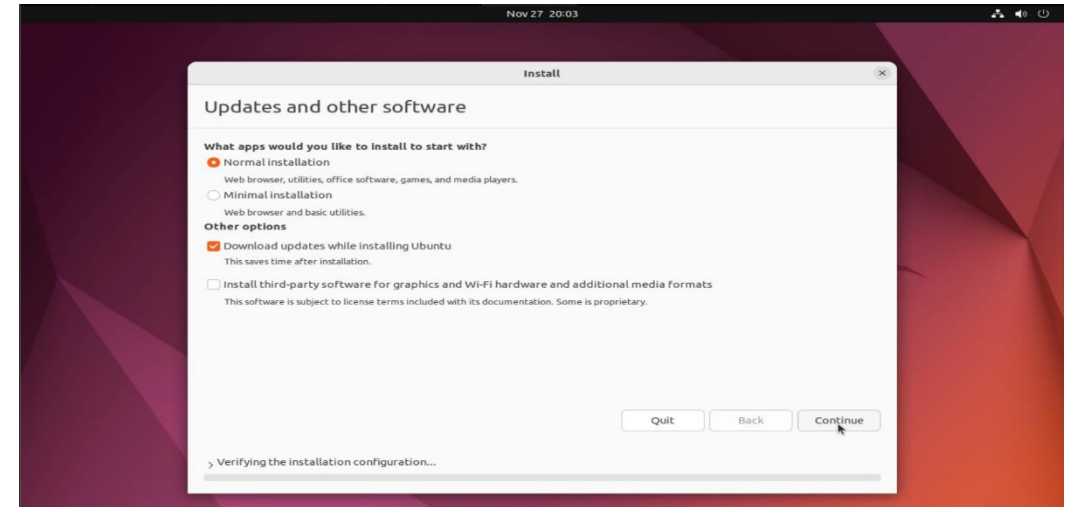 Nov 27 20:03
Install
Updates and other software
What apps would you like to install to start with?
Normal installation
Web browser, utilities, office software, games, and media players.
Minimal installation
Web browser and basic utilities.
Other options
Download updates while installing Ubuntu
This saves time after installation.
Install third-party software for graphics and Wi-Fi hardware and additional media formats
This software is subject to license terms included with its documentation. Some is proprietary.
Quit Back Continue
Verifying the installation configuration...